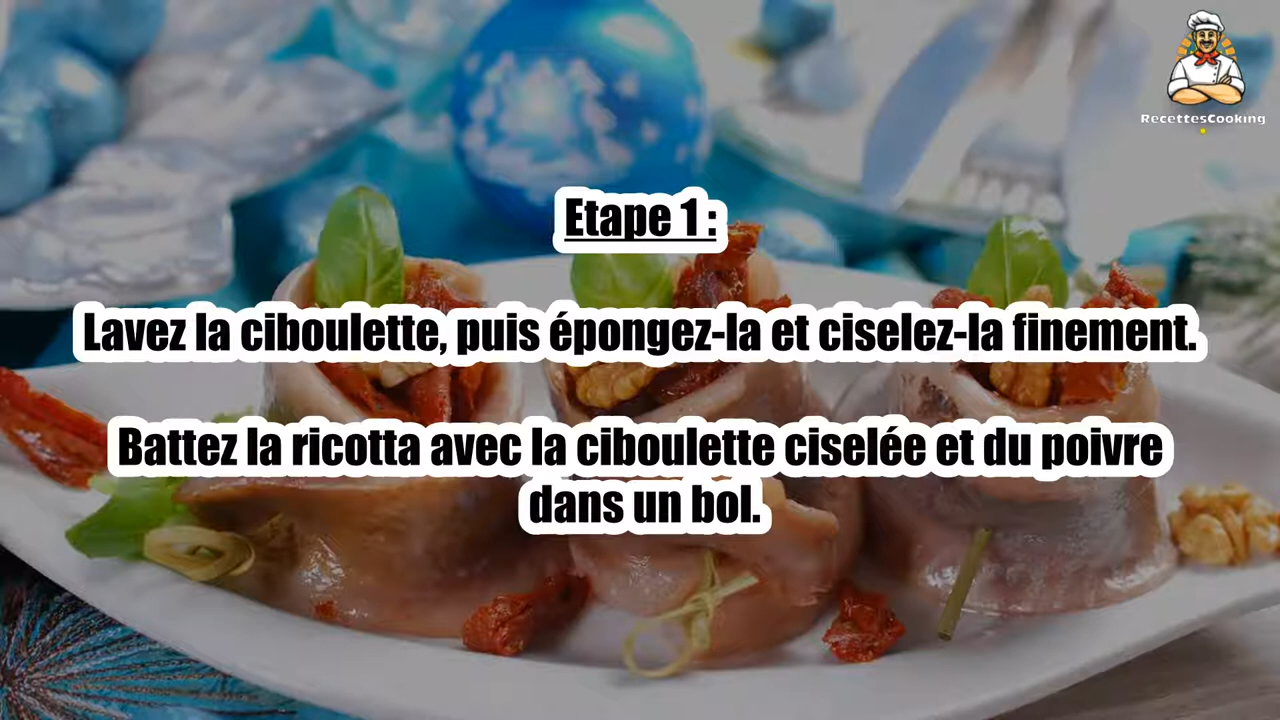 RecettesCooking
Etape 1 :
Lavez la ciboulette, puis épongez-la et ciselez-la finement.
Battez la ricotta avec la ciboulette ciselée et du poivre
dans un bol.